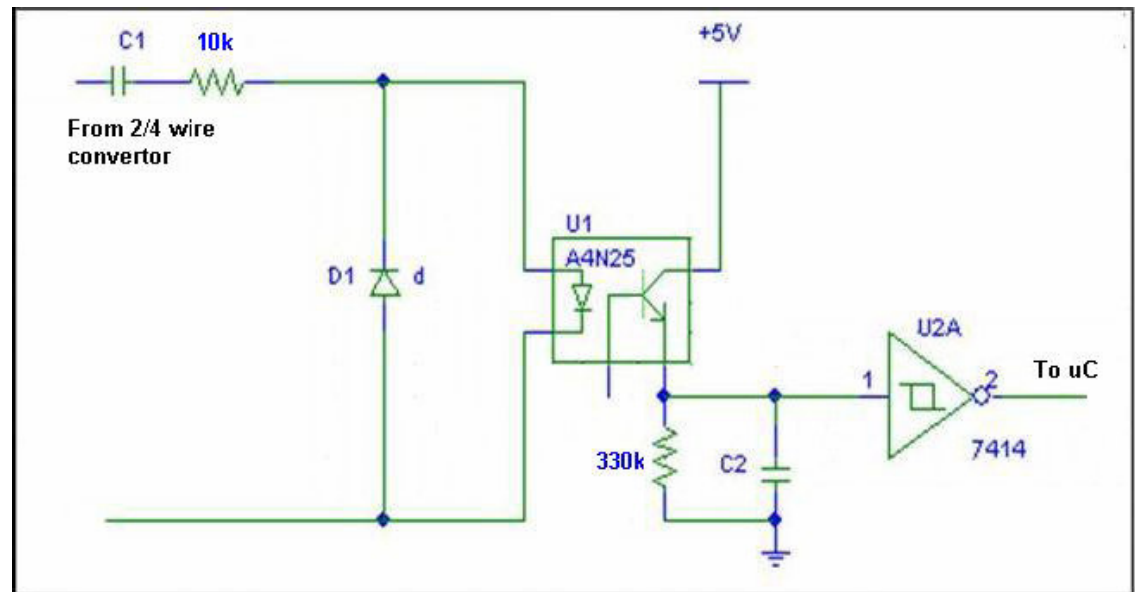 C1
10k
+5V
From 2/4 wire
convertor
U1
A4N25
D1
d
U2A
1
2
To uC
330k
C2
7414